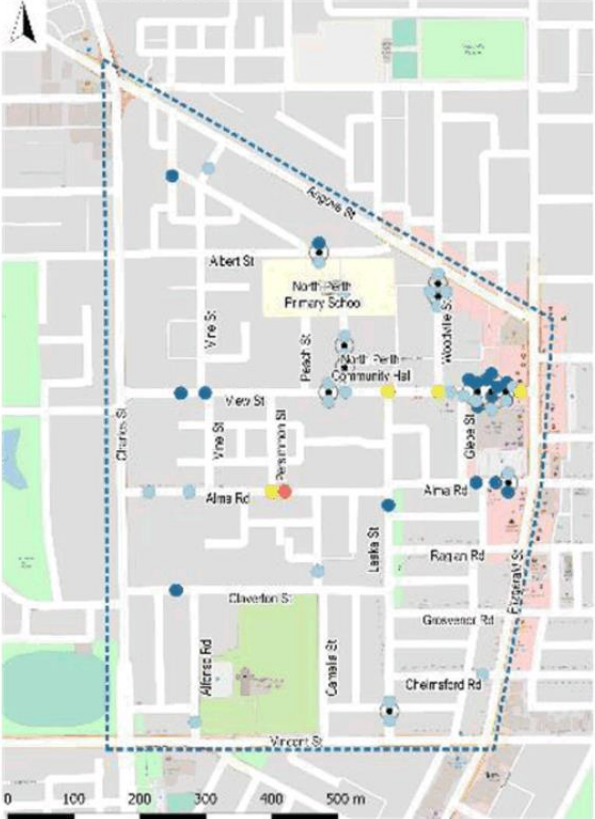 Angove St
Albert St
North Perth
Primary School
Vine St
Peach St
Woodville St
North Perth
Community Hall
View St
Charles St
Vine St
Persimmon St
Glebe St
Alma Rd
Alma Rd
Leake St
Raglan Rd
Fitzgerald St
Claverton St
Grosvenor Rd
Alfonso Rd
Camelia St
Chelmsford Rd
Vincent St
0 100 200 300 400 500 m